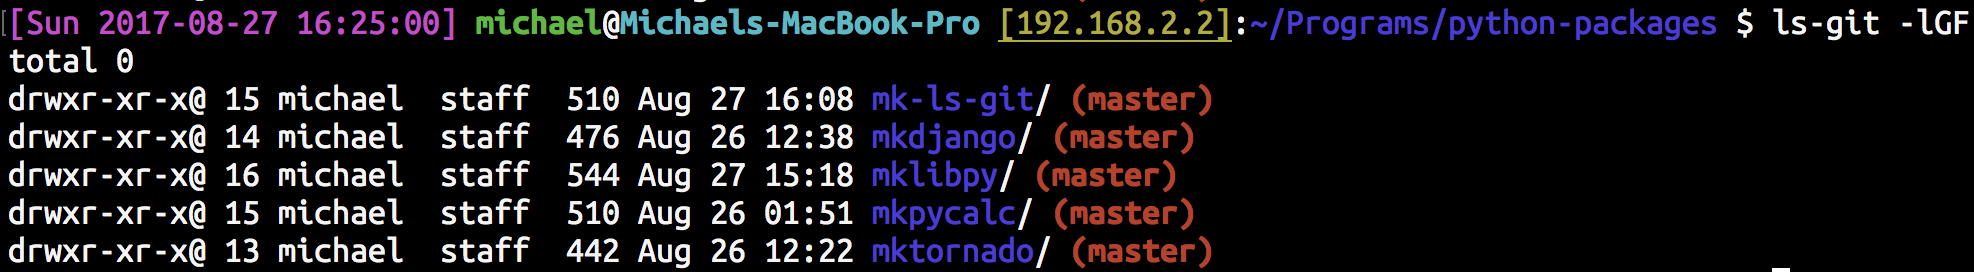 [Sun 2017-08-27 16:25:00] michael@Michaels-MacBook-Pro [192.168.2.2]:~/Programs/python-packages $ ls-git -lGF
total 0
drwxr-xr-x@ 15 michael  staff  510 Aug 27 16:08 mk-ls-git/ (master)
drwxr-xr-x@ 14 michael  staff  476 Aug 26 12:38 mkdjango/ (master)
drwxr-xr-x@ 16 michael  staff  544 Aug 27 15:18 mklibpy/ (master)
drwxr-xr-x@ 15 michael  staff  510 Aug 26 01:51 mkpycalc/ (master)
drwxr-xr-x@ 13 michael  staff  442 Aug 26 12:22 mktornado/ (master)